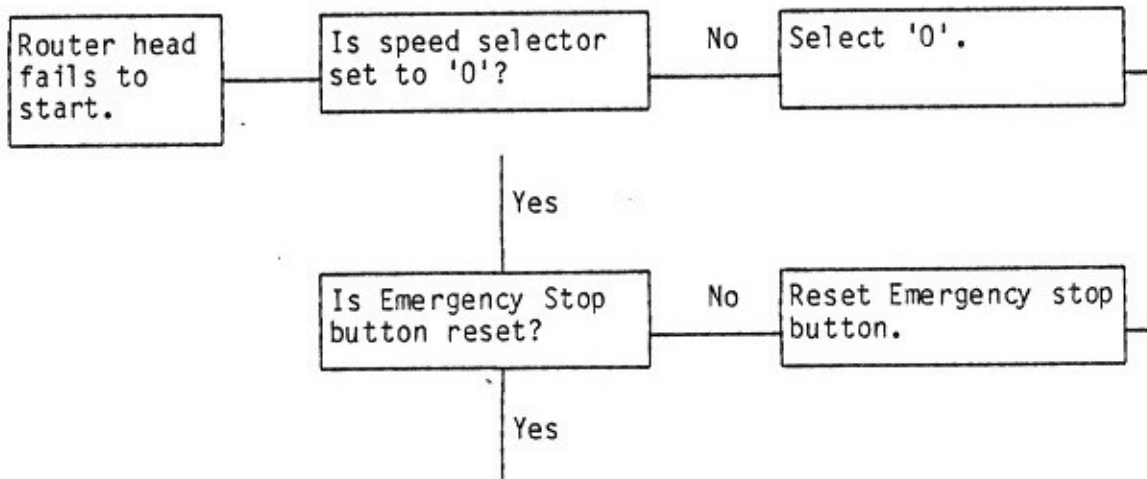 Router head
fails to
start.
Is speed selector
set to '0'?
No
Select '0'.
Yes
Is Emergency Stop
button reset?
No
Reset Emergency stop
button.
Yes